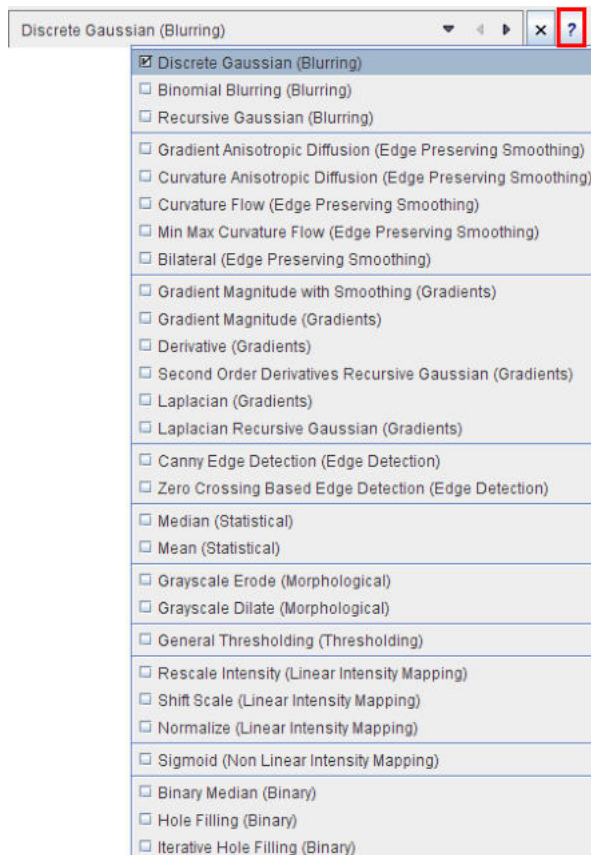 Discrete Gaussian (Blurring) × ?
Discrete Gaussian (Blurring)
Binomial Blurring (Blurring)
Recursive Gaussian (Blurring)
Gradient Anisotropic Diffusion (Edge Preserving Smoothing)
Curvature Anisotropic Diffusion (Edge Preserving Smoothing)
Curvature Flow (Edge Preserving Smoothing)
Min Max Curvature Flow (Edge Preserving Smoothing)
Bilateral (Edge Preserving Smoothing)
Gradient Magnitude with Smoothing (Gradients)
Gradient Magnitude (Gradients)
Derivative (Gradients)
Second Order Derivatives Recursive Gaussian (Gradients)
Laplacian (Gradients)
Laplacian Recursive Gaussian (Gradients)
Canny Edge Detection (Edge Detection)
Zero Crossing Based Edge Detection (Edge Detection)
Median (Statistical)
Mean (Statistical)
Grayscale Erode (Morphological)
Grayscale Dilate (Morphological)
General Thresholding (Thresholding)
Rescale Intensity (Linear Intensity Mapping)
Shift Scale (Linear Intensity Mapping)
Normalize (Linear Intensity Mapping)
Sigmoid (Non Linear Intensity Mapping)
Binary Median (Binary)
Hole Filling (Binary)
Iterative Hole Filling (Binary)